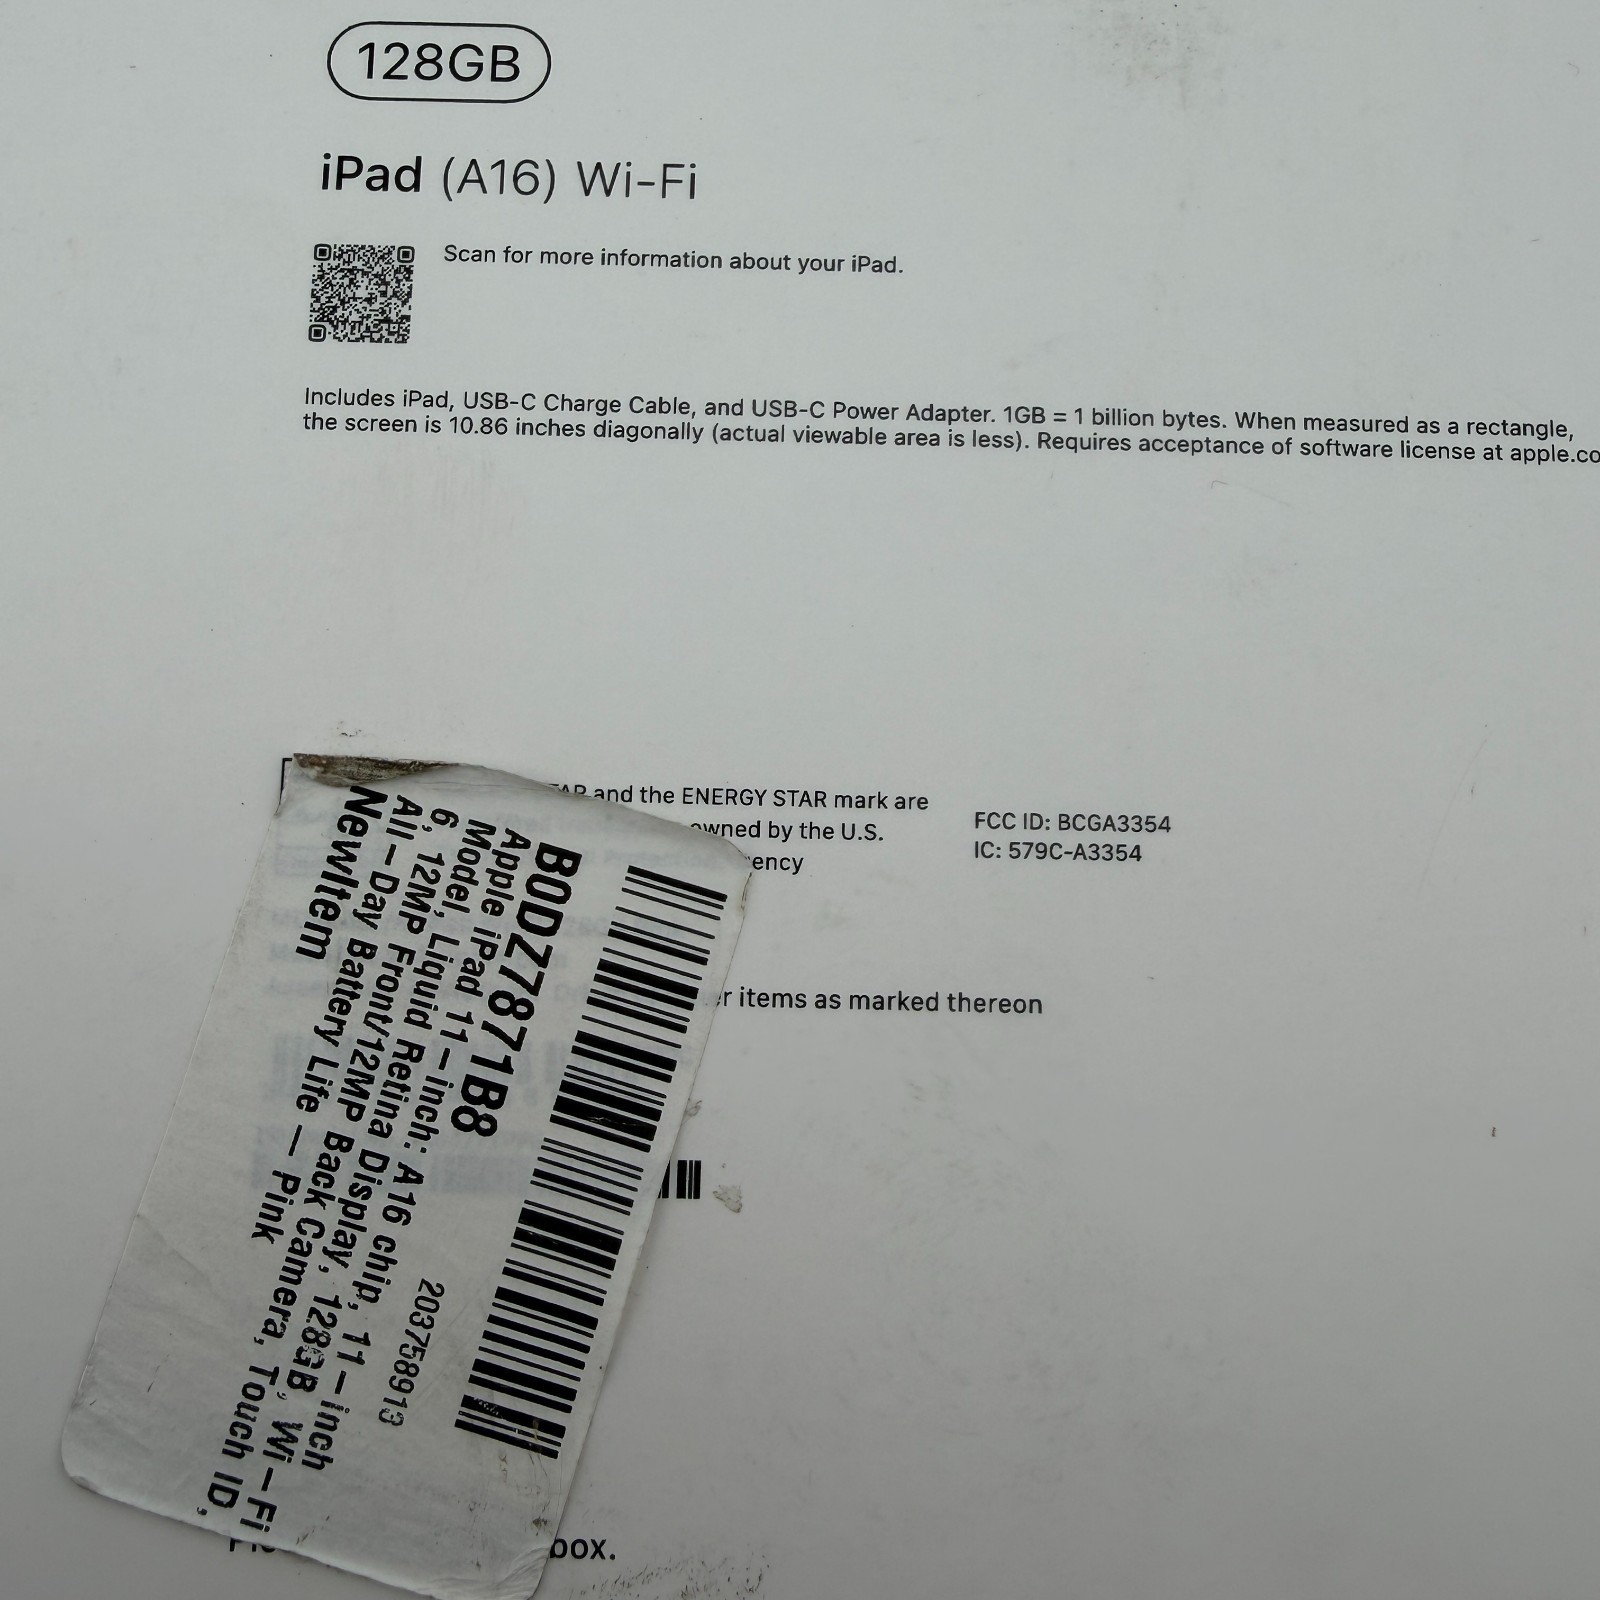 128GB
iPad (A16) Wi-Fi
Scan for more information about your iPad.
Includes iPad, USB-C Charge Cable, and USB-C Power Adapter. 1GB = 1 billion bytes. When measured as a rectangle,
the screen is 10.86 inches diagonally (actual viewable area is less). Requires acceptance of software license at apple.co
and the ENERGY STAR mark are
owned by the U.S.
FCC ID: BCGA3354
IC: 579C-A3354
items as marked thereon
B0DZ7871B8
203758913
Apple iPad 11-inch: A16 chip, 11-inch
Model, Liquid Retina Display, 128GB, Wi-Fi
6, 12MP Front/12MP Back Camera, Touch ID,
All-Day Battery Life — Pink
NewItem
box.